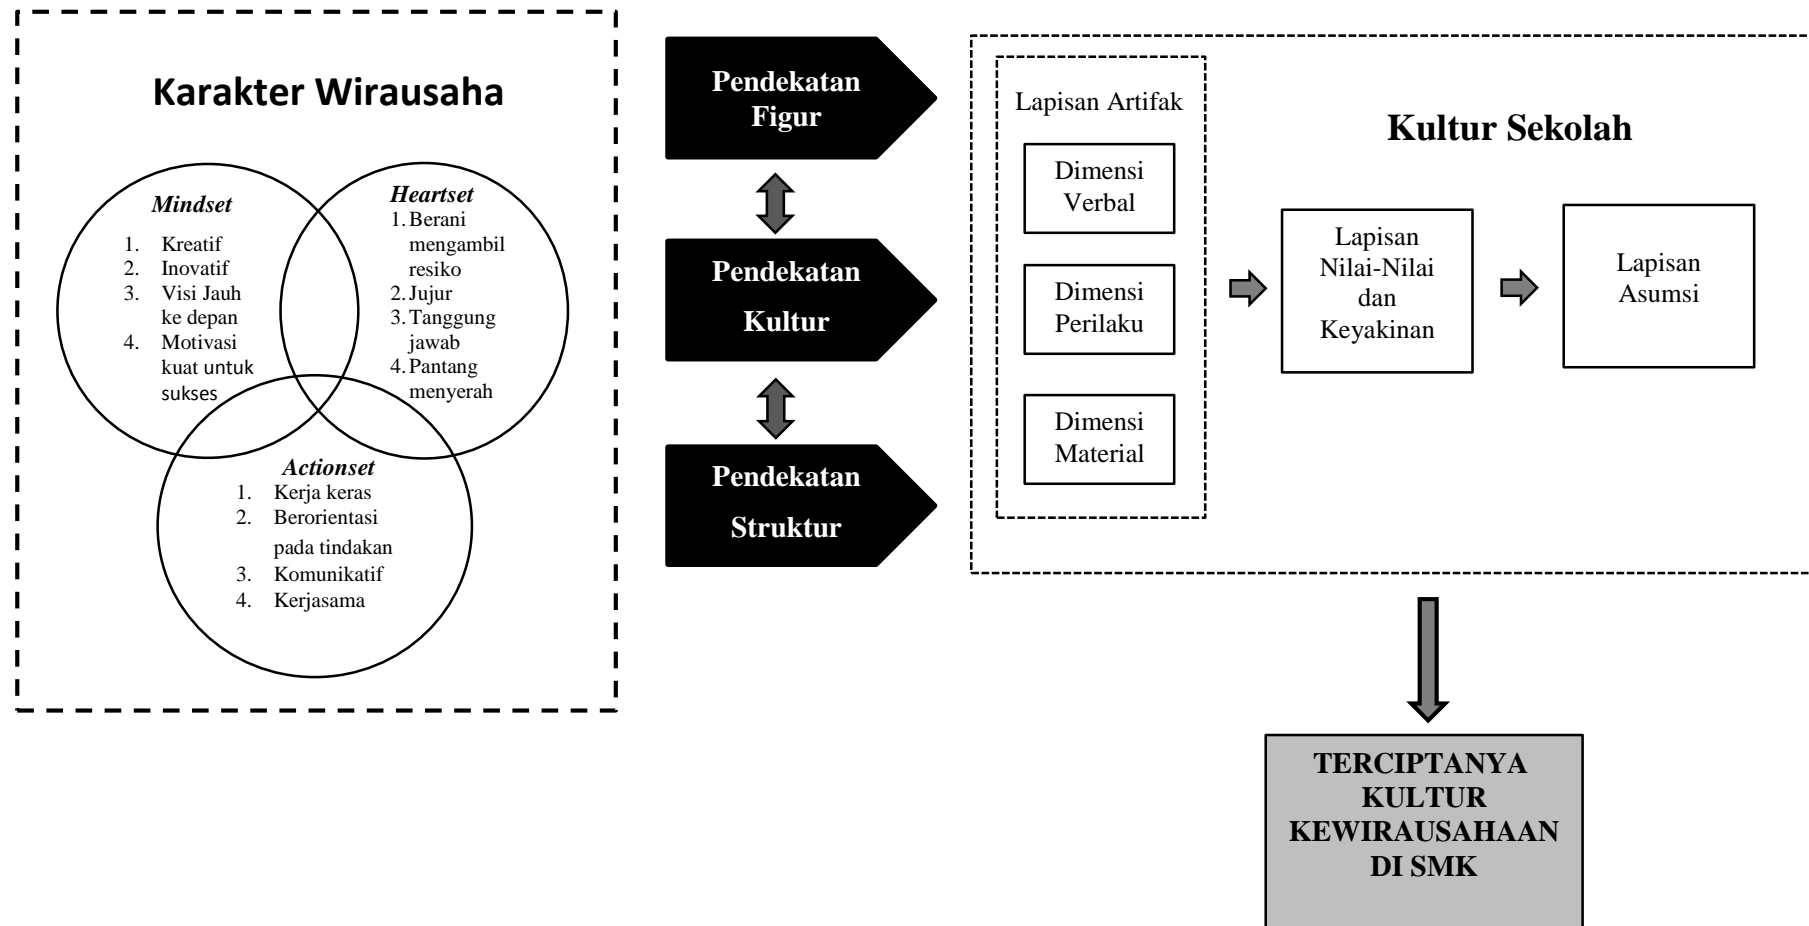 Karakter Wirausaha
Mindset
1. Kreatif
2. Inovatif
3. Visi Jauh
ke depan
4. Motivasi
kuat untuk
sukses
Heartset
1. Berani
mengambil
resiko
2. Jujur
3. Tanggung
jawab
4. Pantang
menyerah
Actionset
1. Kerja keras
2. Berorientasi
pada tindakan
3. Komunikatif
4. Kerjasama
Pendekatan
Figur
Pendekatan
Kultur
Pendekatan
Struktur
Lapisan Artifak
Dimensi
Verbal
Dimensi
Perilaku
Dimensi
Material
Kultur Sekolah
Lapisan
Nilai-Nilai
dan
Keyakinan
Lapisan
Asumsi
TERCIPTANYA
KULTUR
KEWIRAUSAHAAN
DI SMK